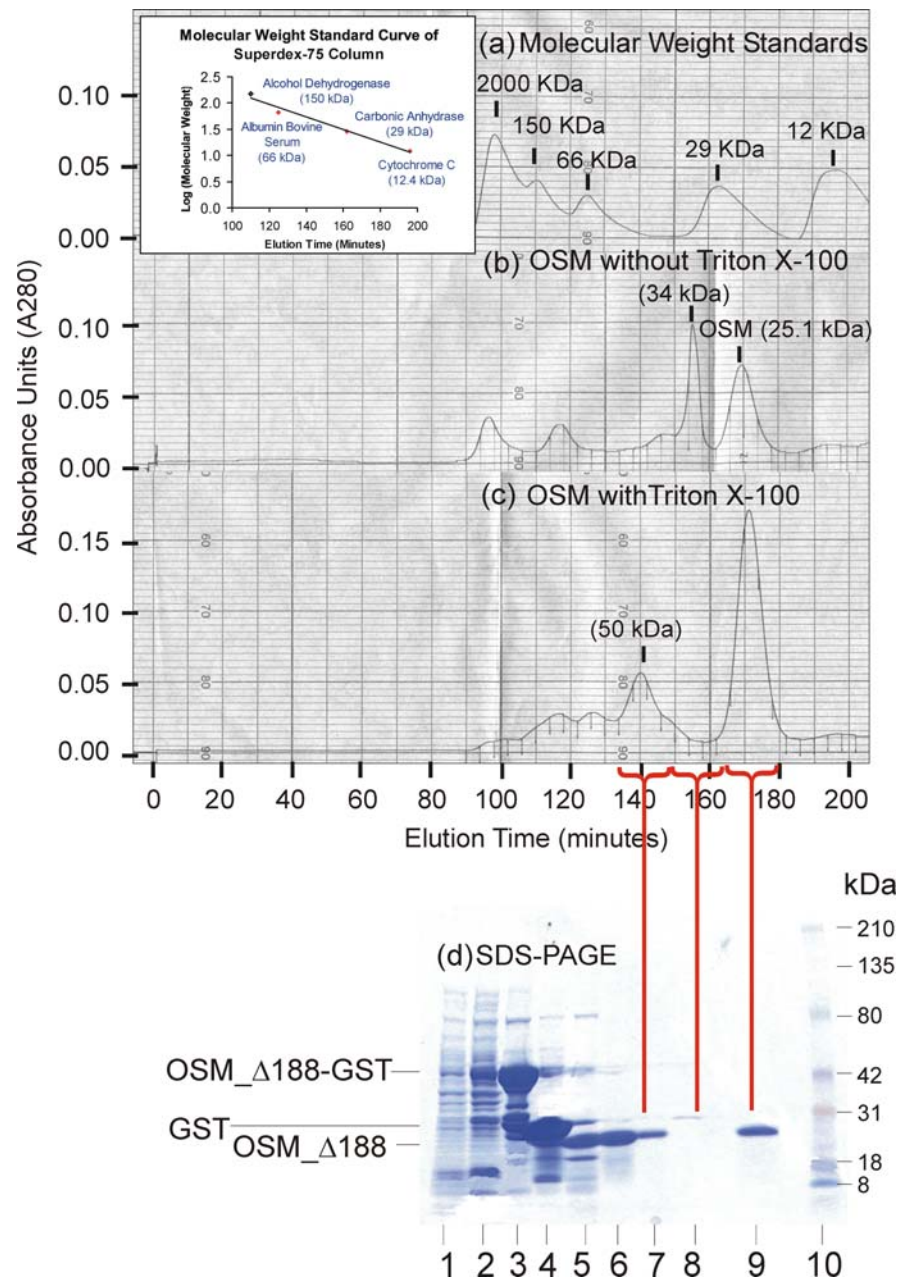 Molecular Weight Standard Curve of
Superdex-75 Column
Log (Molecular Weight)
2.5
2.0
1.5
1.0
0.5
0.0
Alcohol Dehydrogenase
(150 kDa)
Carbonic Anhydrase
(29 kDa)
Albumin Bovine
Serum
(66 kDa)
Cytochrome C
(12.4 kDa)
100 120 140 160 180 200
Elution Time (Minutes)
(a) Molecular Weight Standards
2000 KDa
150 KDa
66 KDa
29 KDa
12 KDa
0.10
0.05
0.00
(b) OSM without Triton X-100
(34 kDa)
OSM (25.1 kDa)
0.10
0.05
0.00
Absorbance Units (A280)
(c) OSM withTriton X-100
(50 kDa)
0.15
0.10
0.05
0.00
0 20 40 60 80 100 120 140 160 180 200
Elution Time (minutes)
(d) SDS-PAGE
kDa
210
135
80
42
31
18
8
OSM_Δ188-GST
GST
OSM_Δ188
1 2 3 4 5 6 7 8 9 10